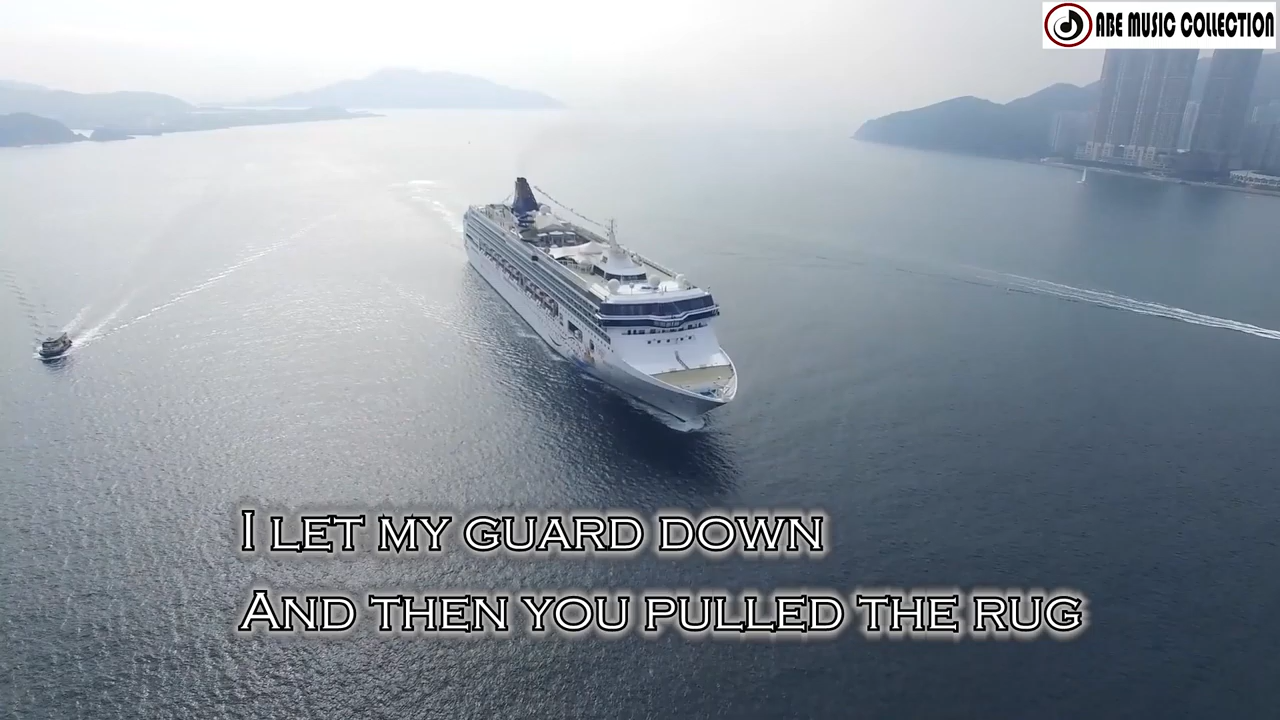 ABE MUSIC COLLECTION
I LET MY GUARD DOWN
AND THEN YOU PULLED THE RUG